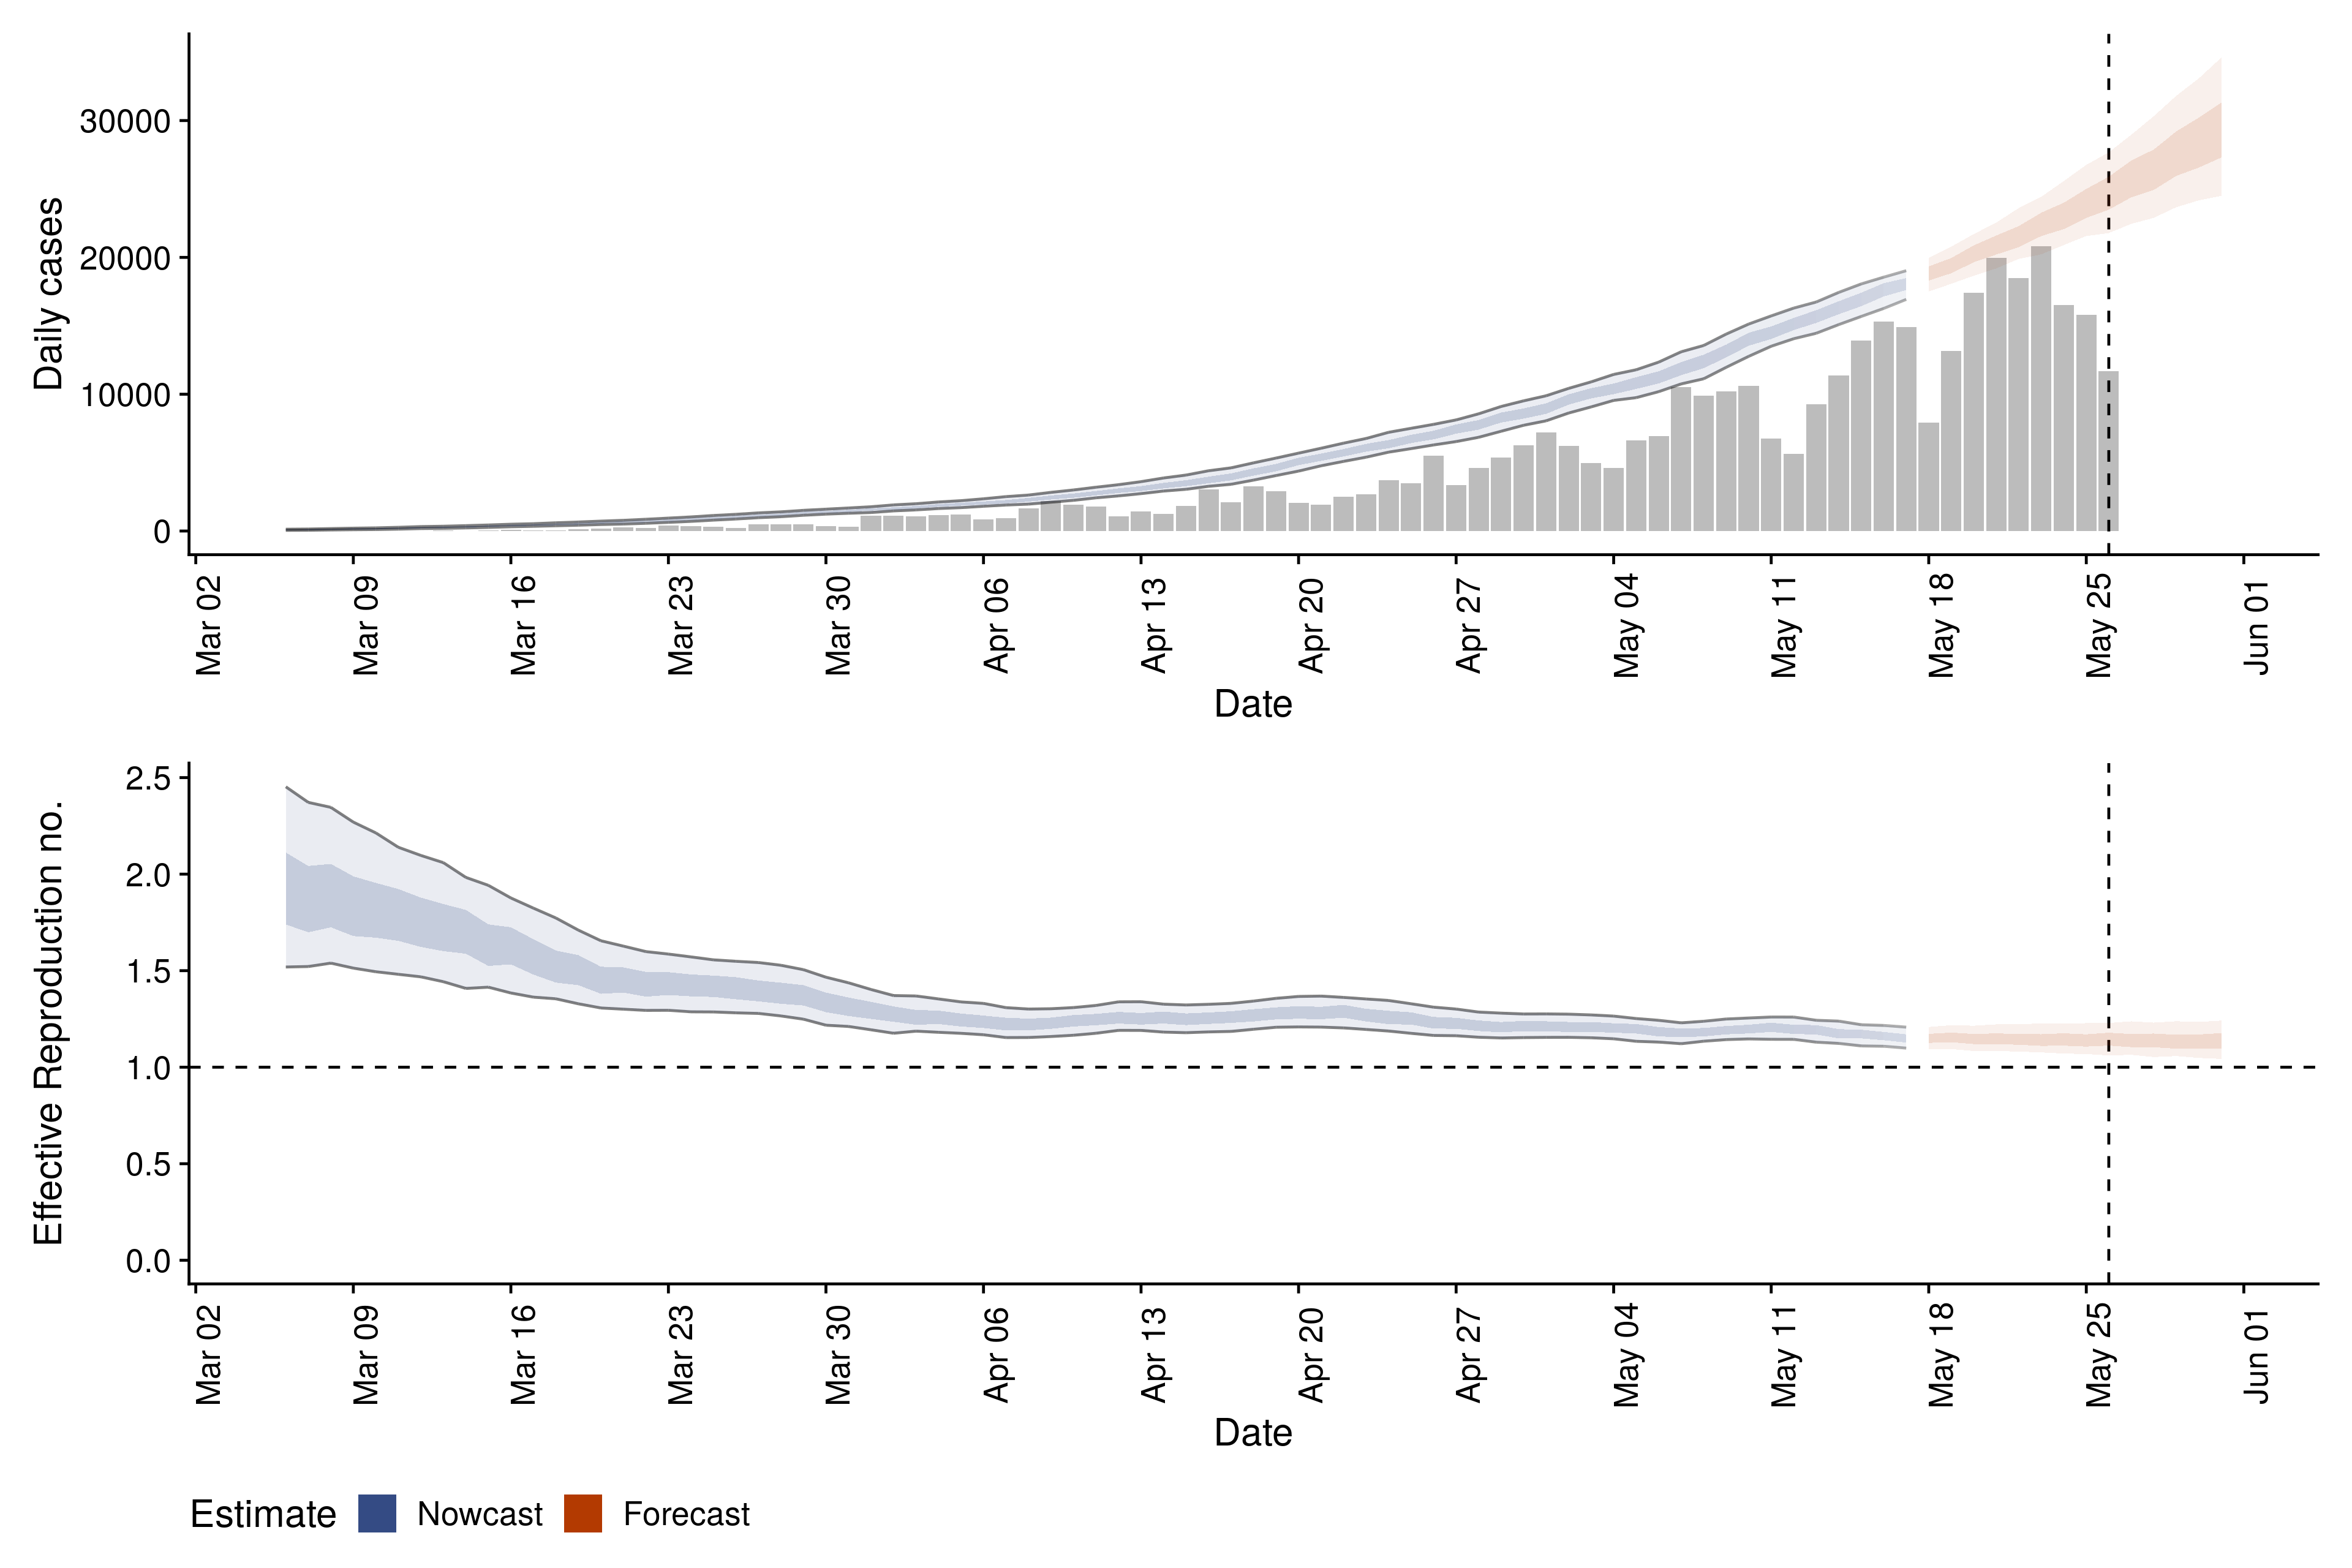 Daily cases
30000
20000
10000
0
Mar 02
Mar 09
Mar 16
Mar 23
Mar 30
Apr 06
Apr 13
Apr 20
Apr 27
May 04
May 11
May 18
May 25
Jun 01
Date
Effective Reproduction no.
2.5
2.0
1.5
1.0
0.5
0.0
Mar 02
Mar 09
Mar 16
Mar 23
Mar 30
Apr 06
Apr 13
Apr 20
Apr 27
May 04
May 11
May 18
May 25
Jun 01
Date
Estimate Nowcast Forecast